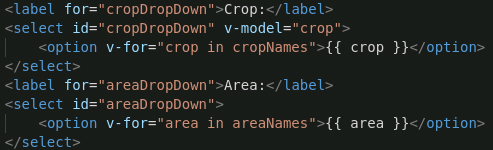 <label for="cropDropDown">Crop:</label>
<select id="cropDropDown" v-model="crop">
    <option v-for="crop in cropNames">{{ crop }}</option>
</select>
<label for="areaDropDown">Area:</label>
<select id="areaDropDown">
    <option v-for="area in areaNames">{{ area }}</option>
</select>